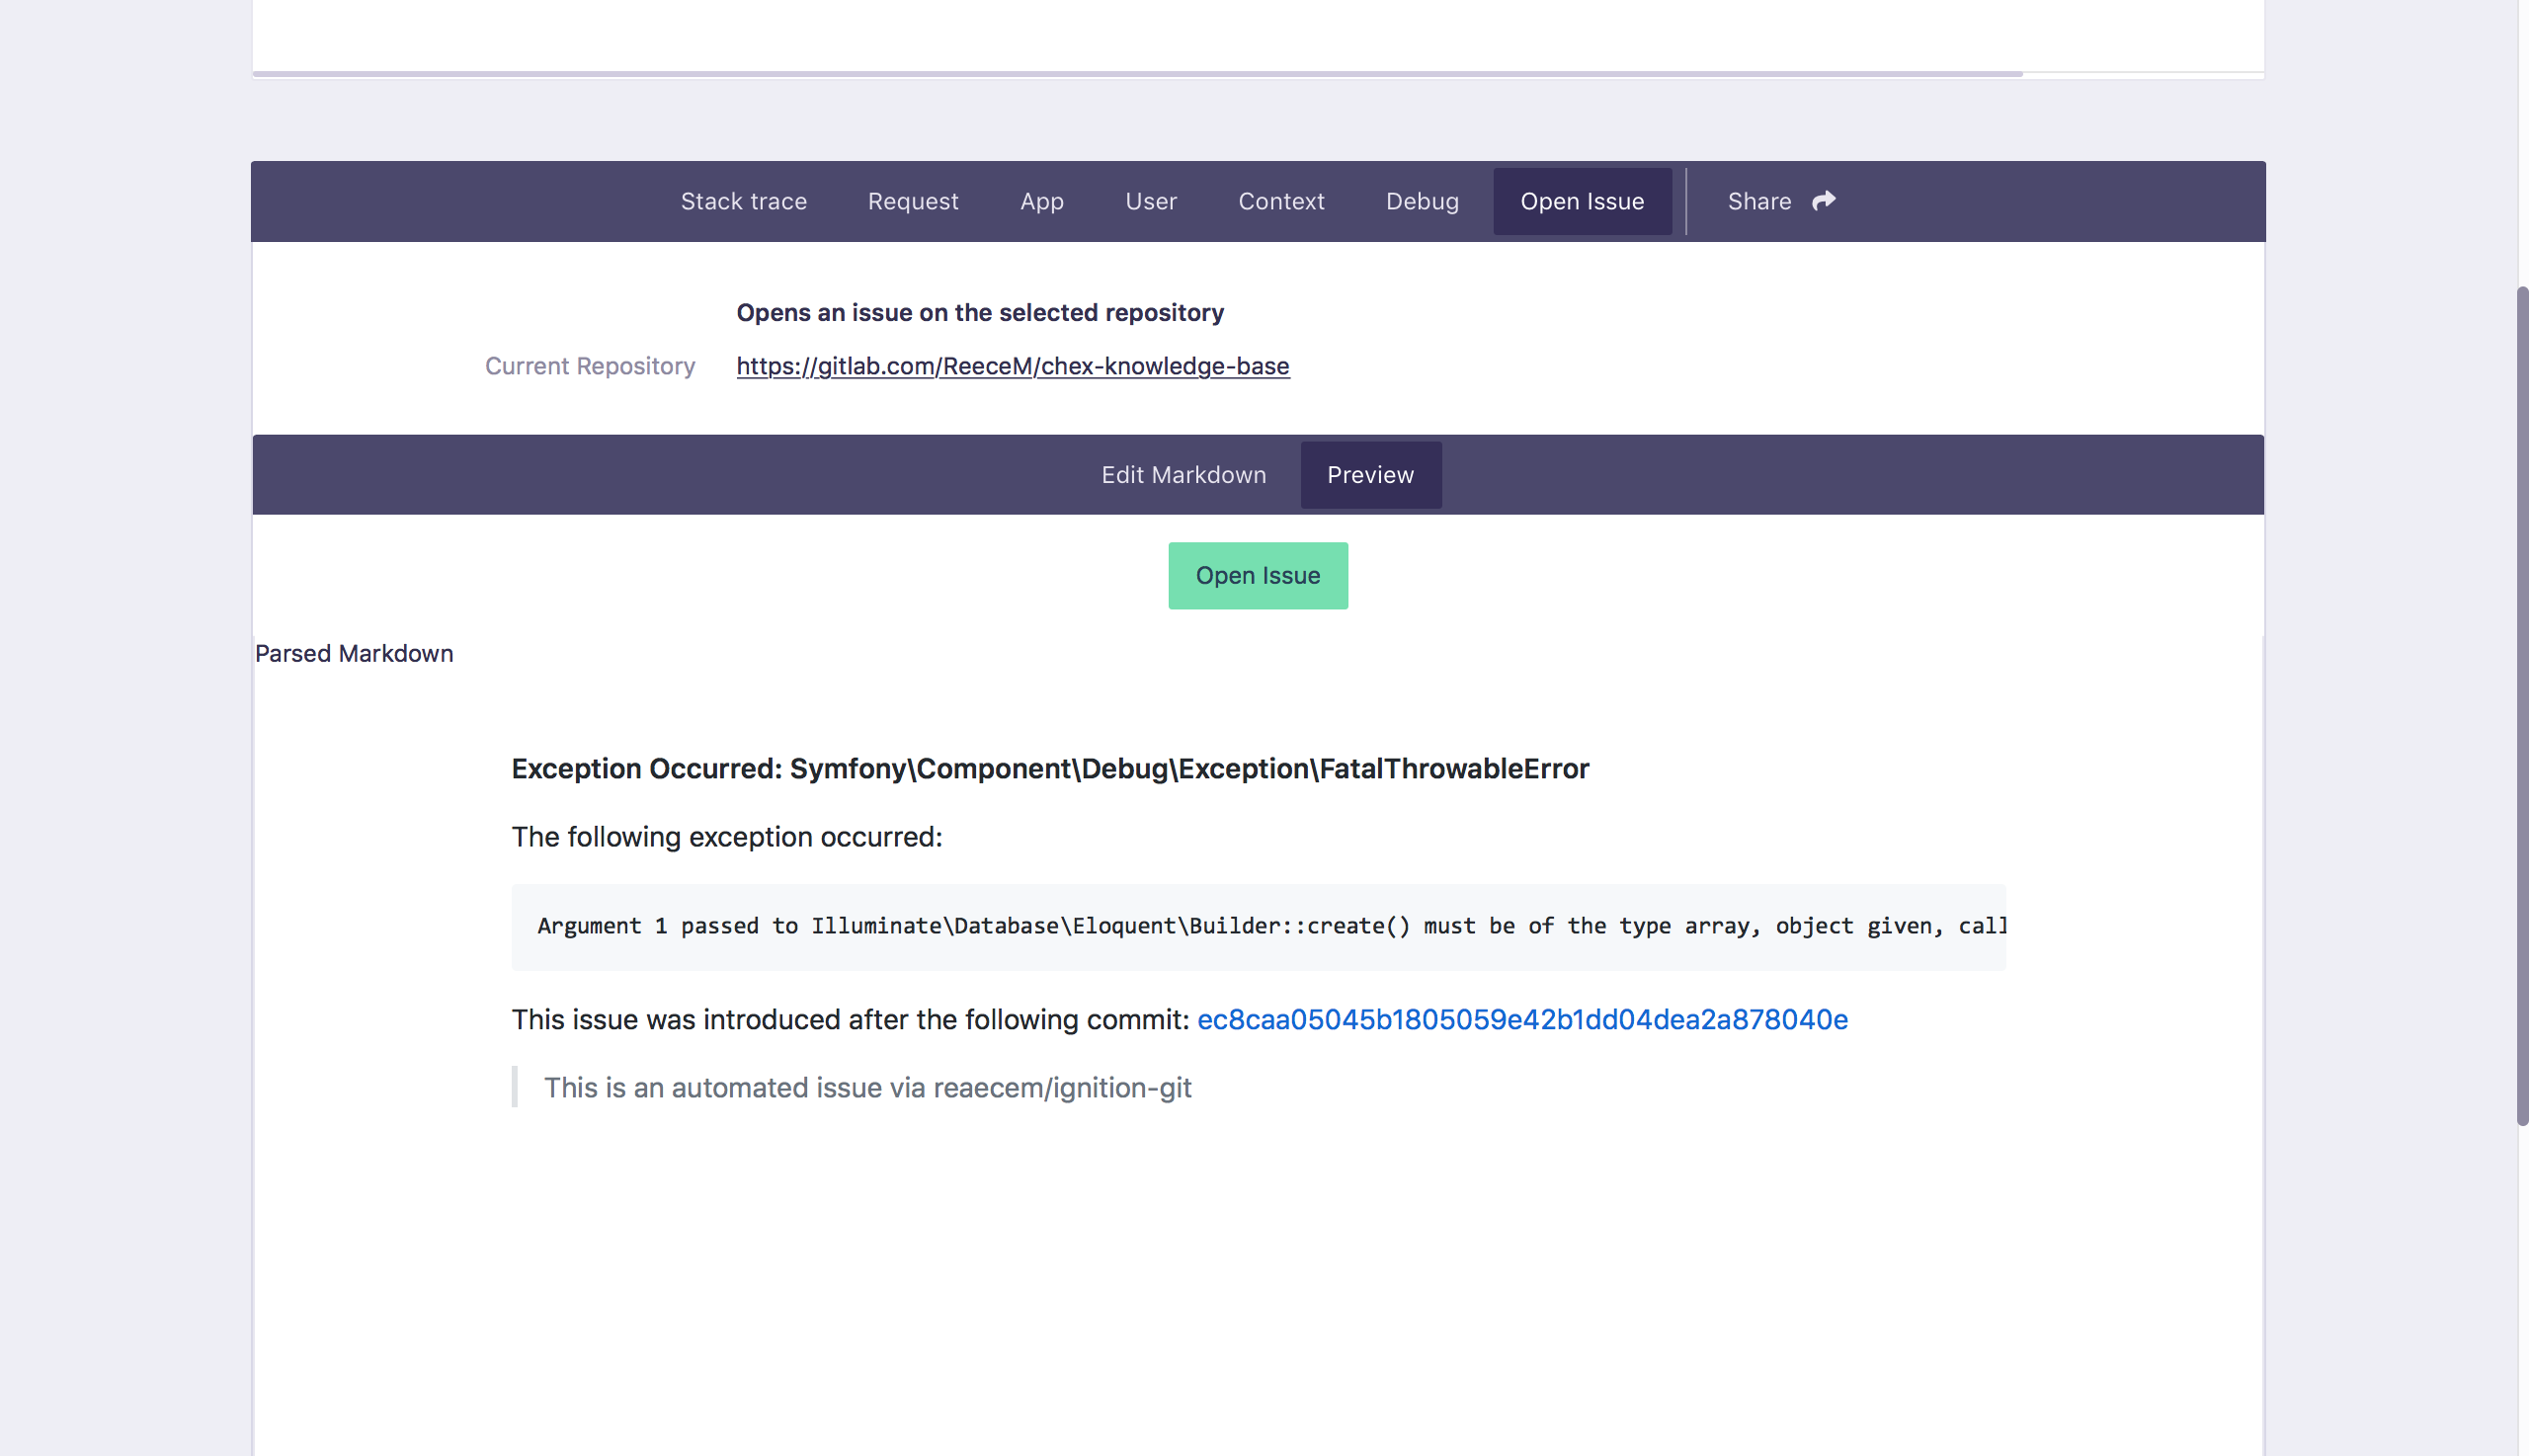 Stack trace Request App User Context Debug Open Issue Share
Opens an issue on the selected repository
Current Repository https://gitlab.com/ReeceM/chex-knowledge-base
Edit Markdown Preview
Open Issue
Parsed Markdown
Exception Occurred: Symfony\Component\Debug\Exception\FatalThrowableError
The following exception occurred:
Argument 1 passed to Illuminate\Database\Eloquent\Builder::create() must be of the type array, object given, call
This issue was introduced after the following commit: ec8caa05045b1805059e42b1dd04dea2a878040e
This is an automated issue via reaecem/ignition-git